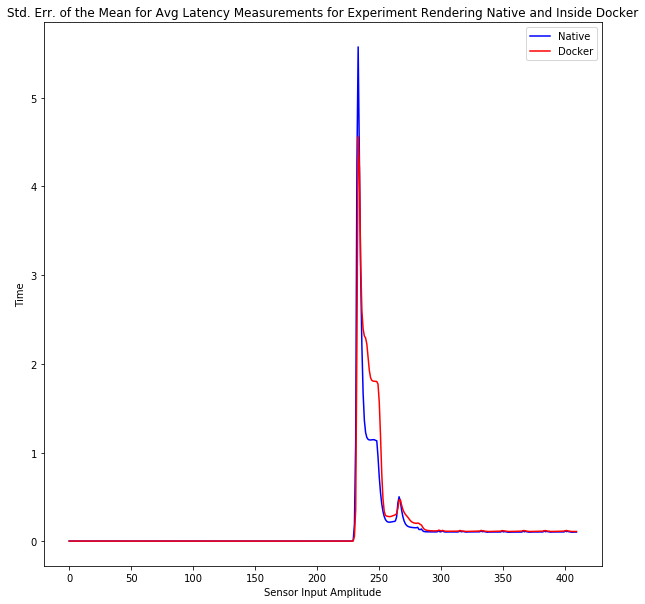 Std. Err. of the Mean for Avg Latency Measurements for Experiment Rendering Native and Inside Docker
Native
Docker
5
4
3
2
1
0
Time
0 50 100 150 200 250 300 350 400
Sensor Input Amplitude